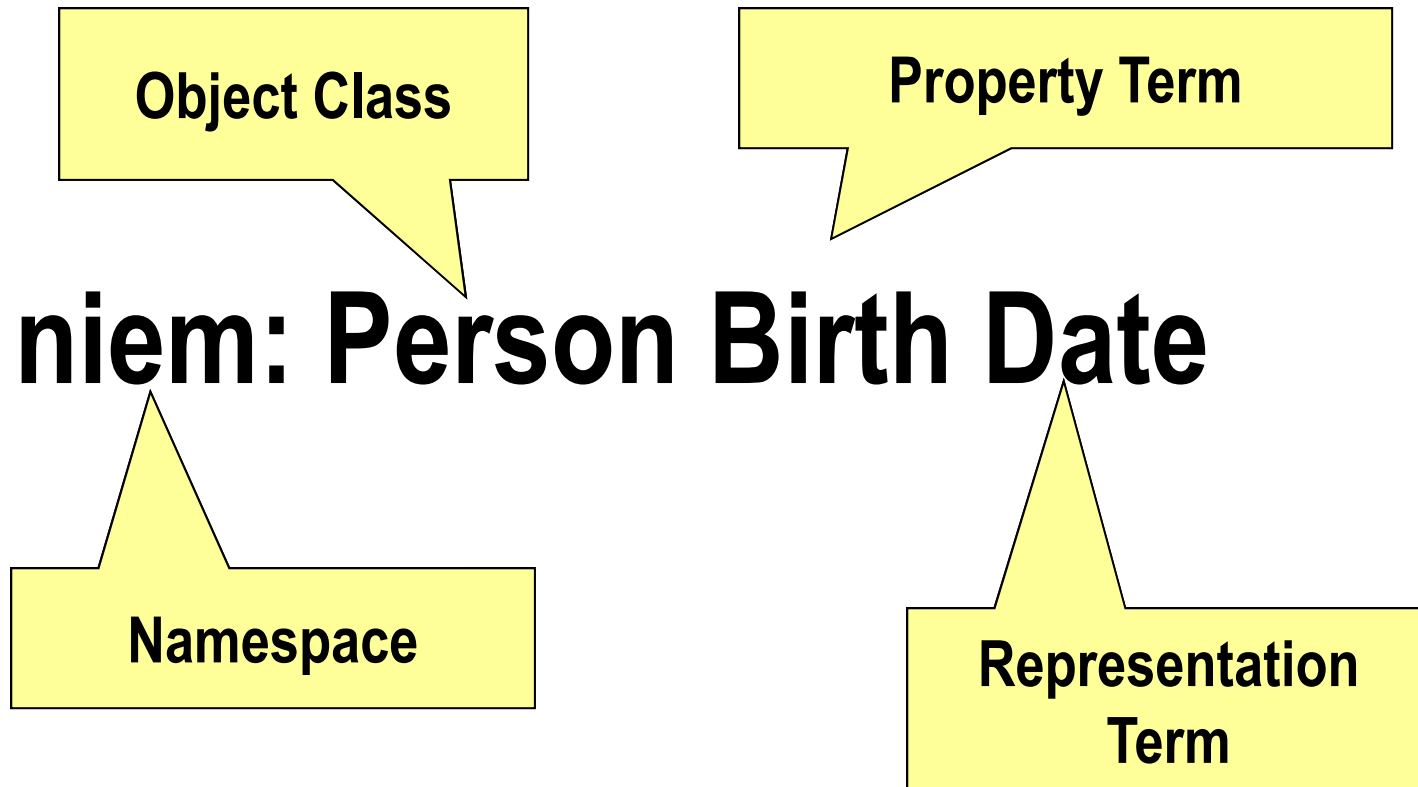 Object Class
Property Term
niem: Person Birth Date
Namespace
Representation
Term